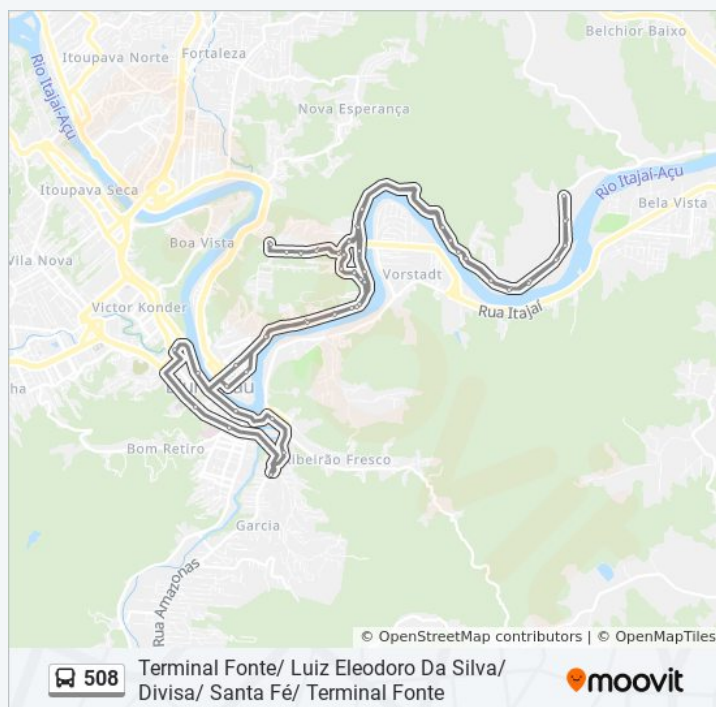 Belchior Baixo
Itoupava Norte
Fortaleza
Rio Itajaí-Açu
Nova Esperança
Itoupava Seca
Rio Itajaí-Açu
Bela Vista
Boa Vista
Vila Nova
Vorstadt
Victor Konder
Rua Itajaí
Bom Retiro
Ribeirão Fresco
Garcia
Rua Amazonas
© OpenStreetMap contributors | © OpenMapTiles
508
Terminal Fonte/ Luiz Eleodoro Da Silva/
Divisa/ Santa Fé/ Terminal Fonte
moovit